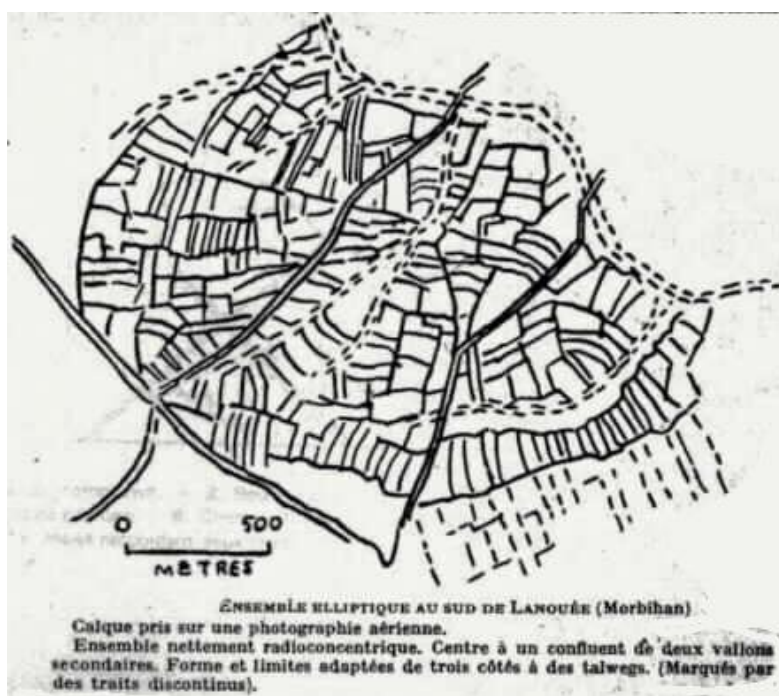 0 500
METRES
ENSEMBLE ELLIPTIQUE AU SUD DE LANOUÉE (Morbihan)
Calque pris sur une photographie aérienne.
Ensemble nettement radioconcentrique. Centre à un confluent de deux vallons
secondaires. Forme et limites adaptées de trois côtés à des talwegs. (Marqués par
des traits discontinus).